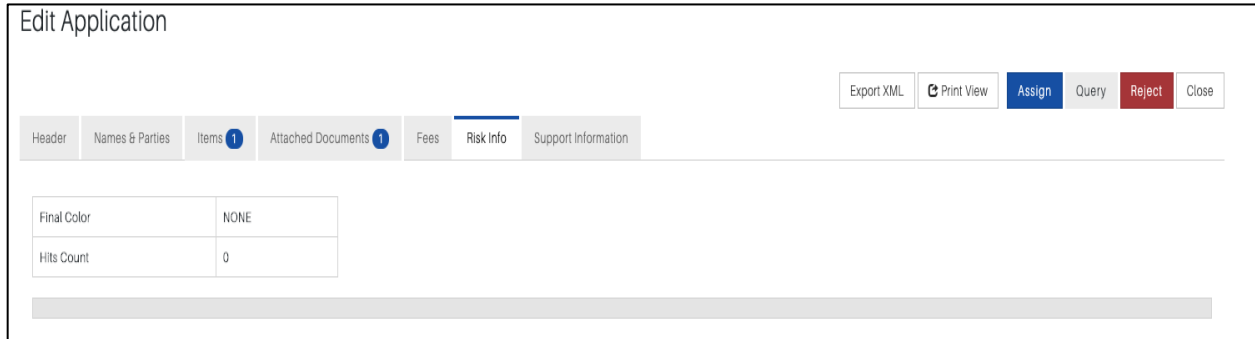 Edit Application
Export XML Print View Assign Query Reject Close
Header Names & Parties Items 1 Attached Documents 1 Fees Risk Info Support Information
Final Color NONE
Hits Count 0